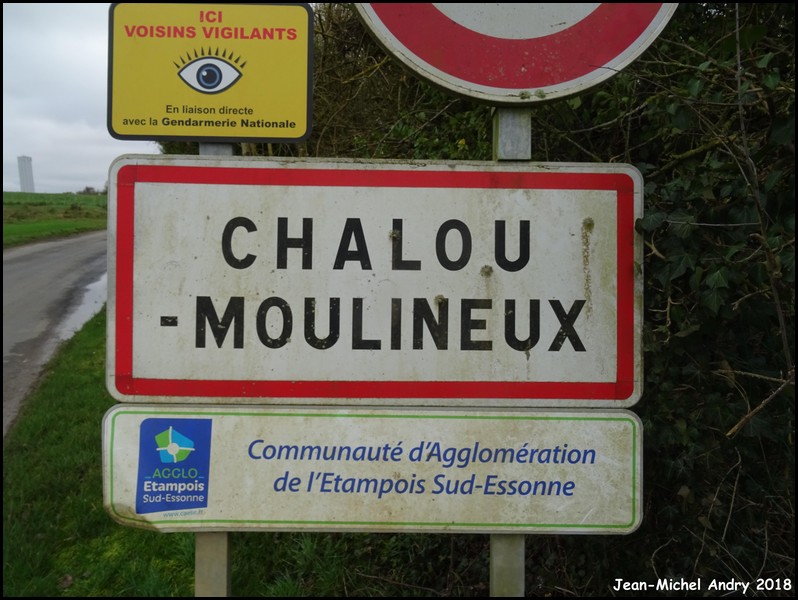 ICI
VOISINS VIGILANTS
En liaison directe
avec la Gendarmerie Nationale
CHALOU
-MOULINEUX
AGGLO
Etampois
Sud-Essonne
Communauté d'Agglomération
de l'Etampois Sud-Essonne
Jean-Michel Andry 2018